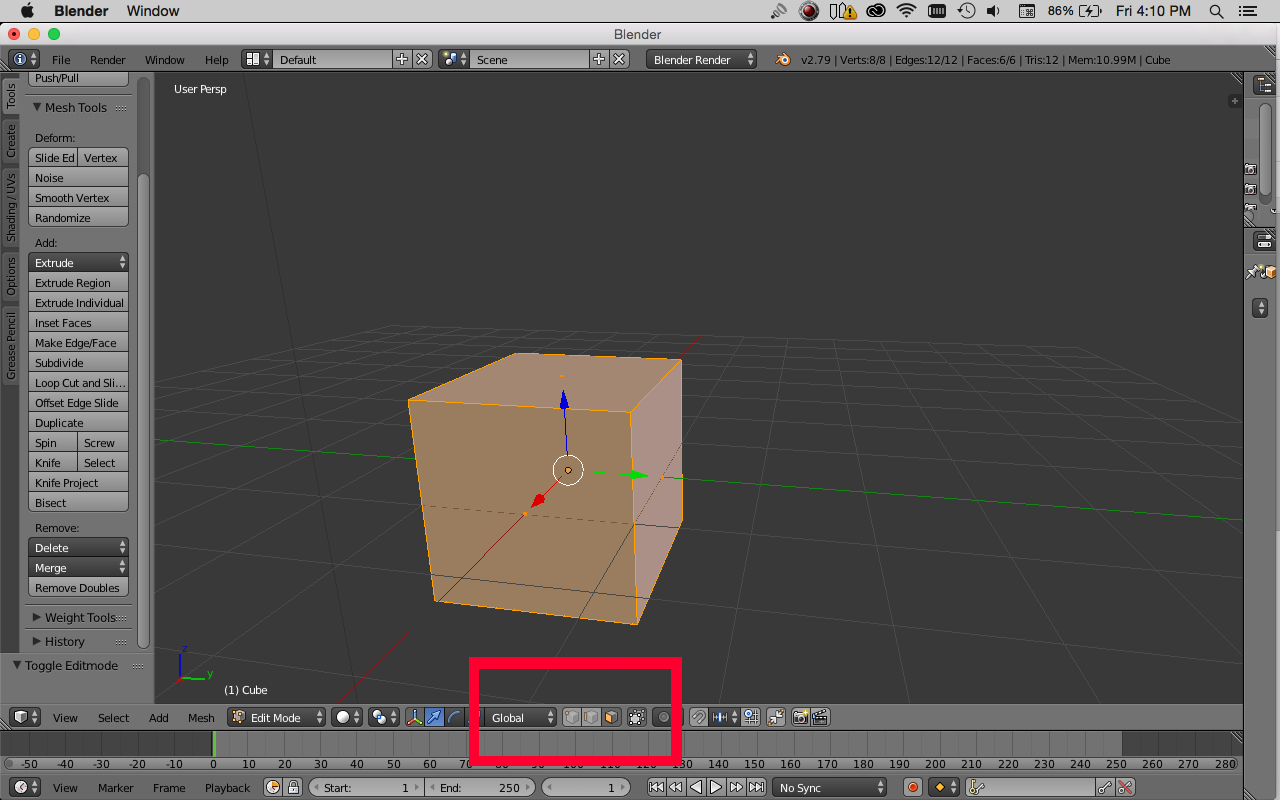 Blender Window 86% Fri 4:10 PM
Blender
File Render Window Help Default Scene Blender Render v2.79 | Verts:8/8 | Edges:12/12 | Faces:6/6 | Tris:12 | Mem:10.99M | Cube
Push/Pull
User Persp
Mesh Tools
Deform:
Slide Ed Vertex
Noise
Smooth Vertex
Randomize
Add:
Extrude
Extrude Region
Extrude Individual
Inset Faces
Make Edge/Face
Subdivide
Loop Cut and Sli...
Offset Edge Slide
Duplicate
Spin Screw
Knife Select
Knife Project
Bisect
Remove:
Delete
Merge
Remove Doubles
Weight Tools
History
Toggle Editmode
Tools
Create
Shading / UVs
Options
Grease Pencil
z
y
(1) Cube
View Select Add Mesh Edit Mode Global
-50 -40 -30 -20 -10 0 10 20 30 40 50 60 70 80 90 100 110 120 130 140 150 160 170 180 190 200 210 220 230 240 250 260 270 280
View Marker Frame Playback Start: 1 End: 250 1 No Sync